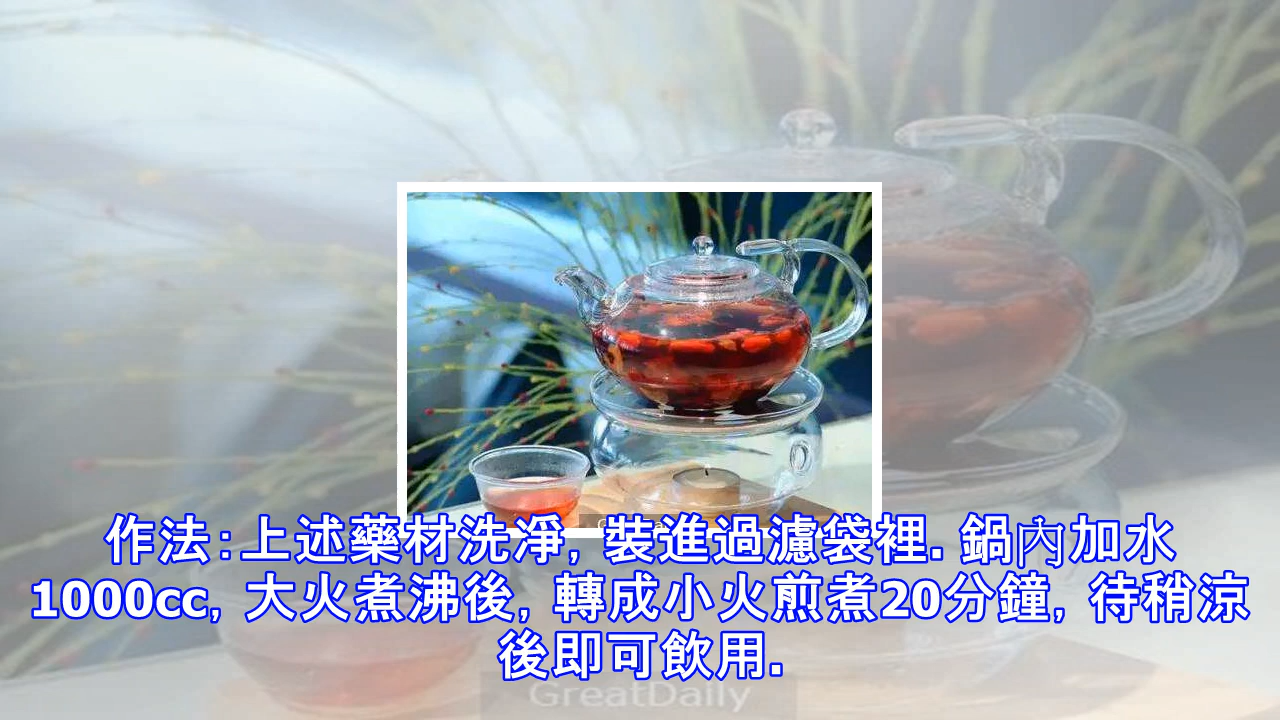 作法：上述藥材洗淨，裝進過濾袋裡．鍋內加水
1000cc，大火煮沸後，轉成小火煎煮20分鐘，待稍涼
後即可飲用．
GreatDaily